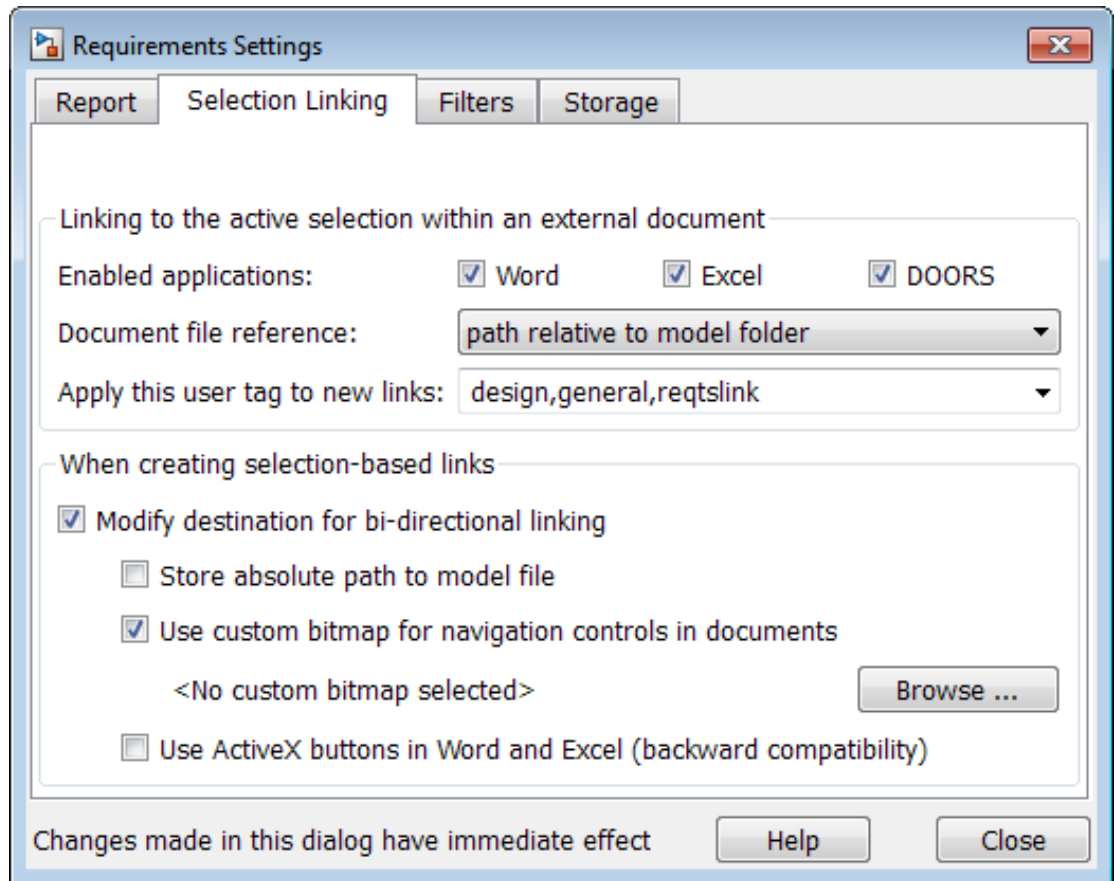 Requirements Settings
Report Selection Linking Filters Storage
Linking to the active selection within an external document
Enabled applications: Word Excel DOORS
Document file reference: path relative to model folder
Apply this user tag to new links: design,general,reqtslink
When creating selection-based links
Modify destination for bi-directional linking
Store absolute path to model file
Use custom bitmap for navigation controls in documents
<No custom bitmap selected> Browse ...
Use ActiveX buttons in Word and Excel (backward compatibility)
Changes made in this dialog have immediate effect Help Close